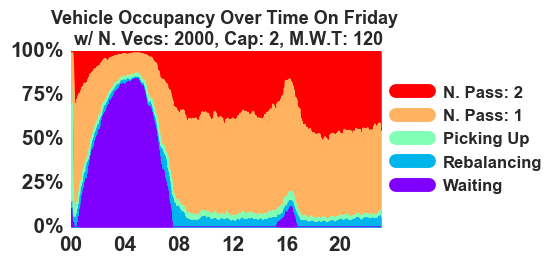 Vehicle Occupancy Over Time On Friday
w/ N. Vecs: 2000, Cap: 2, M.W.T: 120
100%
75%
50%
25%
0%
00 04 08 12 16 20
N. Pass: 2
N. Pass: 1
Picking Up
Rebalancing
Waiting